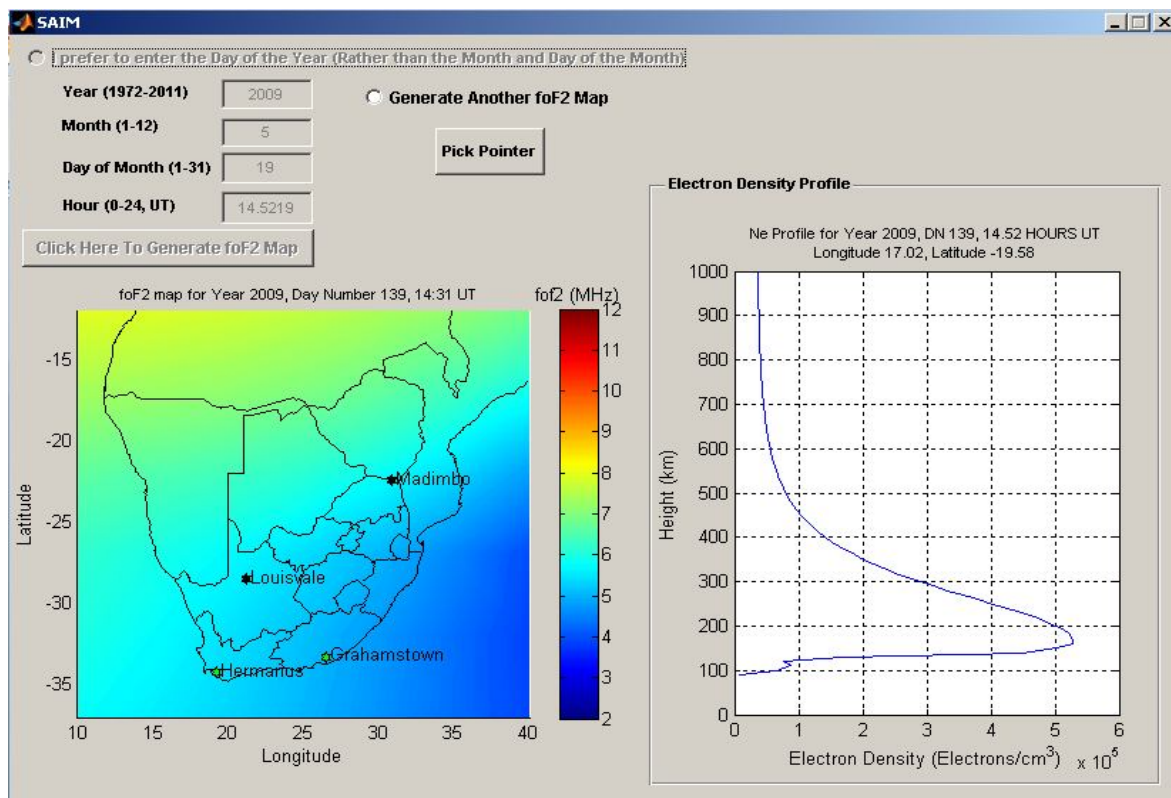 SAIM
I prefer to enter the Day of the Year (Rather than the Month and Day of the Month)
Year (1972-2011)
2009
Month (1-12)
5
Day of Month (1-31)
19
Hour (0-24, UT)
14.5219
Click Here To Generate foF2 Map
Generate Another foF2 Map
Pick Pointer
foF2 map for Year 2009, Day Number 139, 14:31 UT
fof2 (MHz)
-15
-20
-25
-30
-35
Latitude
Madimbo
Louisvale
Grahamstown
Hermanus
10
15
20
25
30
35
40
Longitude
12
11
10
9
8
7
6
5
4
3
2
Electron Density Profile
Ne Profile for Year 2009, DN 139, 14.52 HOURS UT
Longitude 17.02, Latitude -19.58
1000
900
800
700
600
500
400
300
200
100
0
Height (km)
0
1
2
3
4
5
6
Electron Density (Electrons/cm³)
x 10⁵